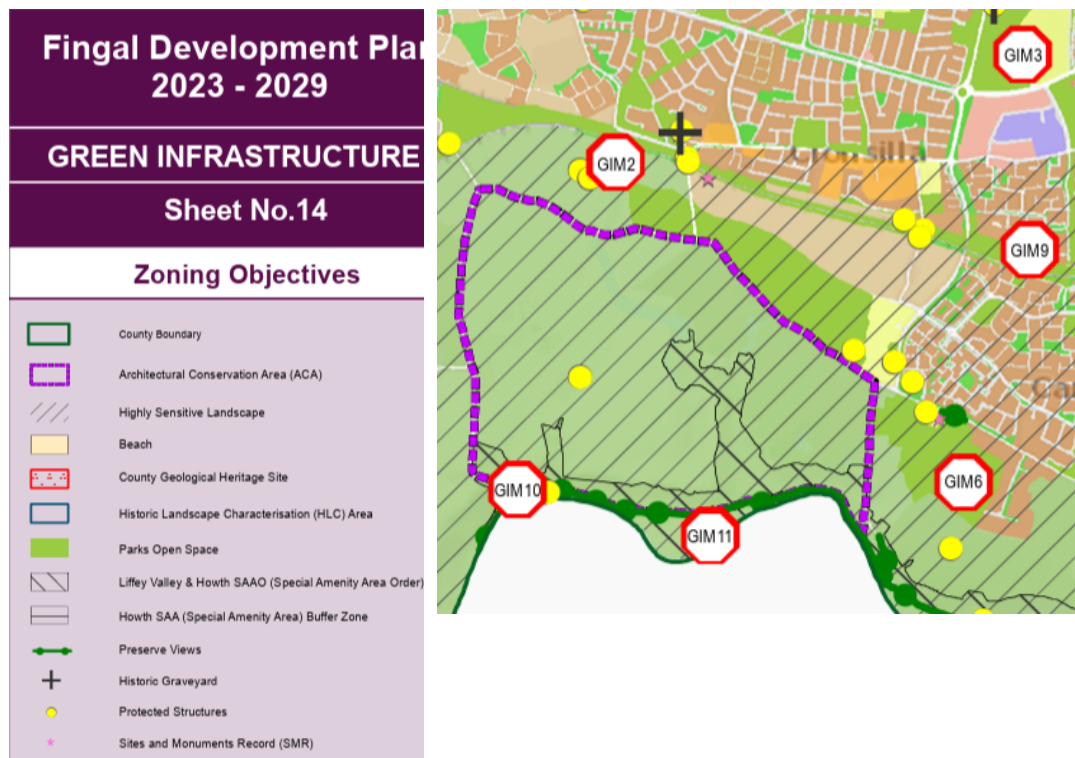 Fingal Development Plan
2023 - 2029
GREEN INFRASTRUCTURE
Sheet No.14
Zoning Objectives
County Boundary
Architectural Conservation Area (ACA)
Highly Sensitive Landscape
Beach
County Geological Heritage Site
Historic Landscape Characterisation (HLC) Area
Parks Open Space
Liffey Valley & Howth SAAO (Special Amenity Area Order)
Howth SAA (Special Amenity Area) Buffer Zone
Preserve Views
Historic Graveyard
Protected Structures
Sites and Monuments Record (SMR)
GIM3
GIM2
Clonsilla
GIM9
Ca
GIM6
GIM10
GIM11